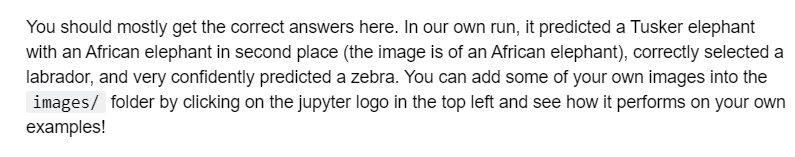 You should mostly get the correct answers here. In our own run, it predicted a Tusker elephant
with an African elephant in second place (the image is of an African elephant), correctly selected a
labrador, and very confidently predicted a zebra. You can add some of your own images into the
images/ folder by clicking on the jupyter logo in the top left and see how it performs on your own
examples!